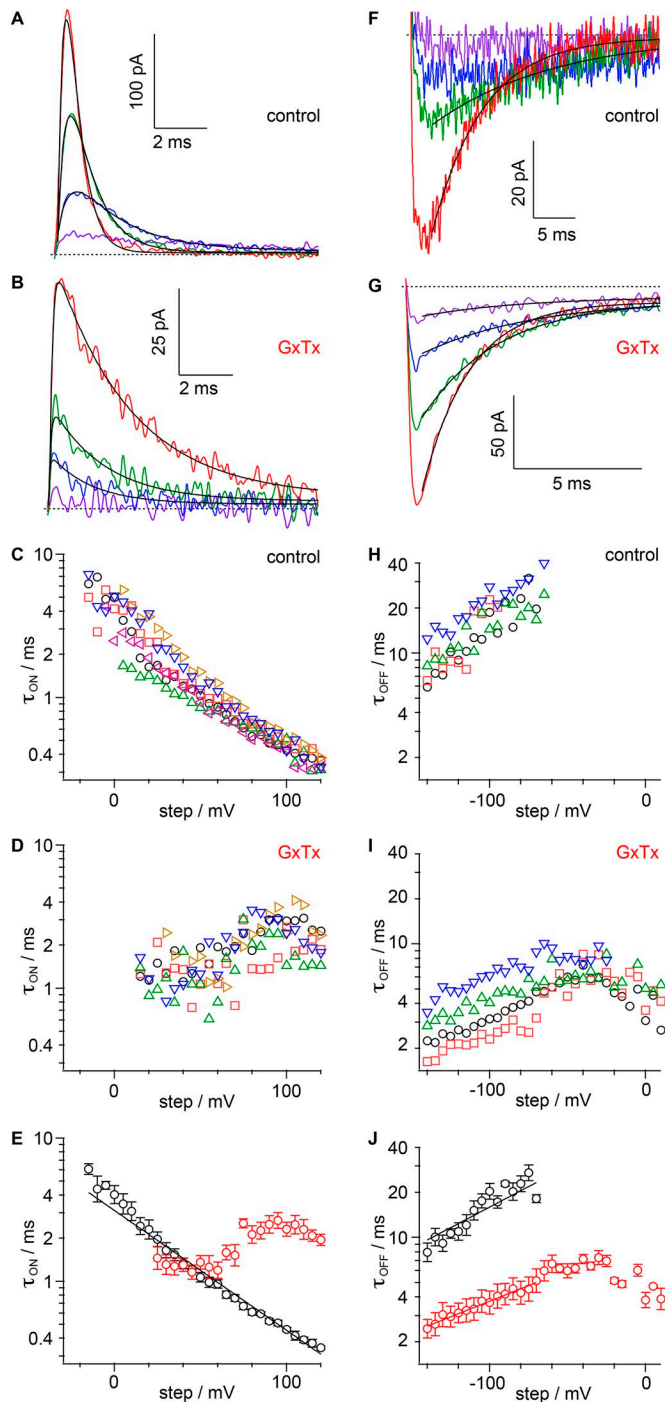 A
100 pA
2 ms
control
B
25 pA
2 ms
GxTx
C
control
10
4
2
1
0.4
τON / ms
0
100
step / mV
D
GxTx
10
4
2
1
0.4
τON / ms
0
100
step / mV
E
10
4
2
1
0.4
τON / ms
0
100
step / mV
F
control
20 pA
5 ms
G
GxTx
50 pA
5 ms
H
control
40
20
10
4
2
τOFF / ms
-100
0
step / mV
I
GxTx
40
20
10
4
2
τOFF / ms
-100
0
step / mV
J
40
20
10
4
2
τOFF / ms
-100
0
step / mV